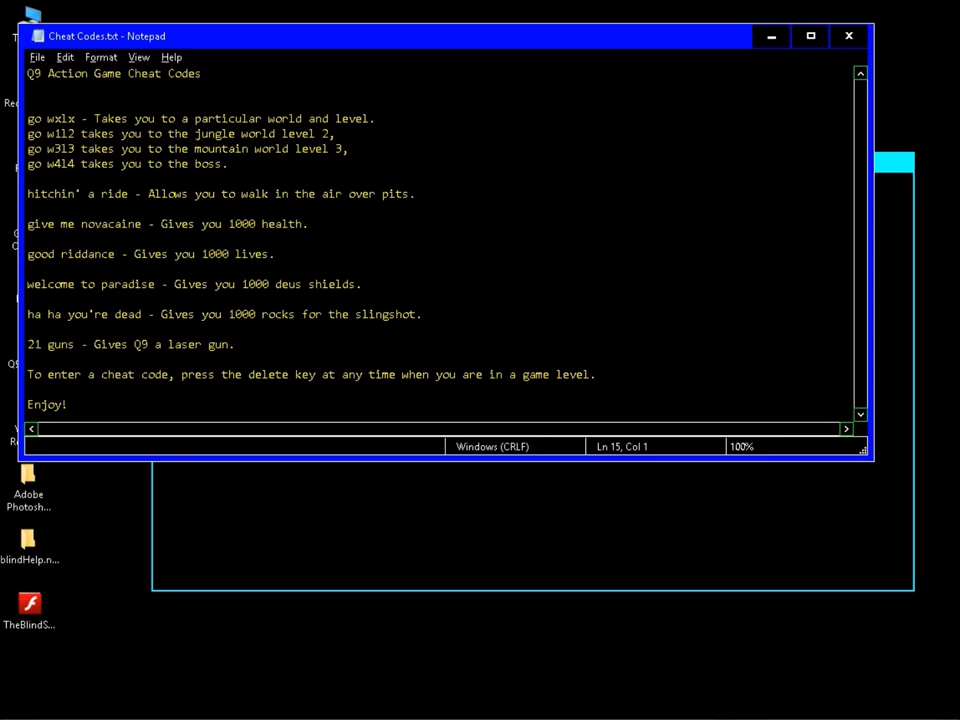 Cheat Codes.txt - Notepad
File Edit Format View Help
Q9 Action Game Cheat Codes
go wxlx - Takes you to a particular world and level.
go w1l2 takes you to the jungle world level 2,
go w3l3 takes you to the mountain world level 3,
go w4l4 takes you to the boss.
hitchin' a ride - Allows you to walk in the air over pits.
give me novacaine - Gives you 1000 health.
good riddance - Gives you 1000 lives.
welcome to paradise - Gives you 1000 deus shields.
ha ha you're dead - Gives you 1000 rocks for the slingshot.
21 guns - Gives Q9 a laser gun.
To enter a cheat code, press the delete key at any time when you are in a game level.
Enjoy!
Windows (CRLF) Ln 15, Col 1 100%
Adobe
Photosh...
blindHelp.n...
TheBlindS...